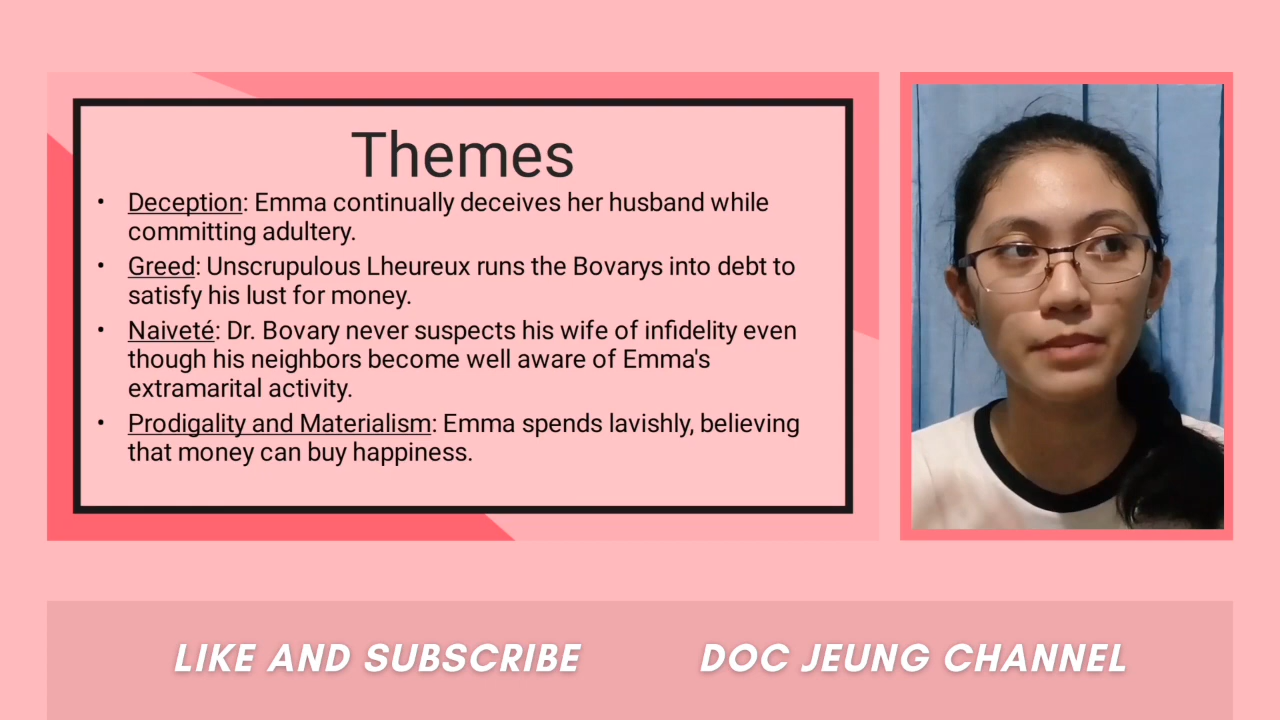 Themes
• Deception: Emma continually deceives her husband while
committing adultery.
• Greed: Unscrupulous Lheureux runs the Bovarys into debt to
satisfy his lust for money.
• Naiveté: Dr. Bovary never suspects his wife of infidelity even
though his neighbors become well aware of Emma's
extramarital activity.
• Prodigality and Materialism: Emma spends lavishly, believing
that money can buy happiness.
LIKE AND SUBSCRIBE
DOC JEUNG CHANNEL